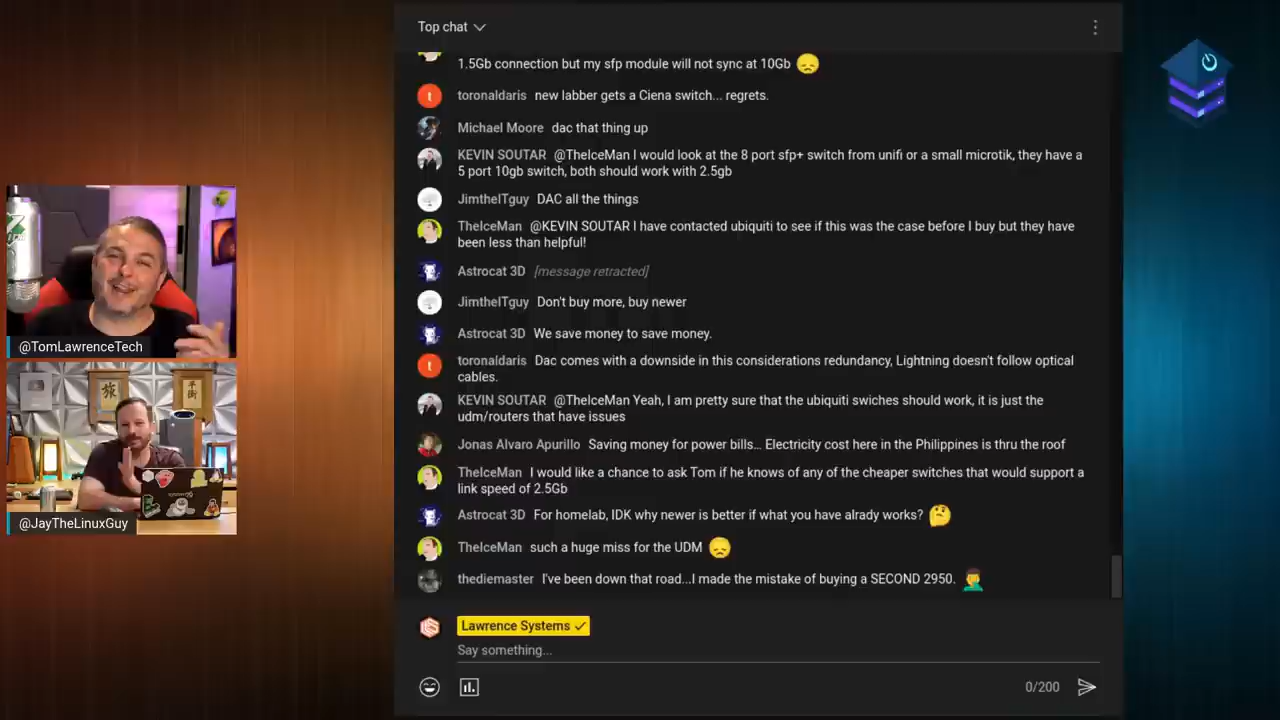 Top chat
1.5Gb connection but my sfp module will not sync at 10Gb 😞
t toronaldaris new labber gets a Ciena switch... regrets.
Michael Moore dac that thing up
KEVIN SOUTAR @TheIceMan I would look at the 8 port sfp+ switch from unifi or a small microtik, they have a
5 port 10gb switch, both should work with 2.5gb
JimtheITguy DAC all the things
TheIceMan @KEVIN SOUTAR I have contacted ubiquiti to see if this was the case before I buy but they have
been less than helpful!
Astrocat 3D [message retracted]
JimtheITguy Don't buy more, buy newer
Astrocat 3D We save money to save money.
t toronaldaris Dac comes with a downside in this considerations redundancy, Lightning doesn't follow optical
cables.
KEVIN SOUTAR @TheIceMan Yeah, I am pretty sure that the ubiquiti swiches should work, it is just the
udm/routers that have issues
Jonas Alvaro Apurillo Saving money for power bills... Electricity cost here in the Philippines is thru the roof
TheIceMan I would like a chance to ask Tom if he knows of any of the cheaper switches that would support a
link speed of 2.5Gb
Astrocat 3D For homelab, IDK why newer is better if what you have alrady works? 🤔
TheIceMan such a huge miss for the UDM 😞
thediemaster I've been down that road...I made the mistake of buying a SECOND 2950. 🤦‍♂️
Lawrence Systems ✓
Say something...
0/200
@TomLawrenceTech
旅
平
@JayTheLinuxGuy